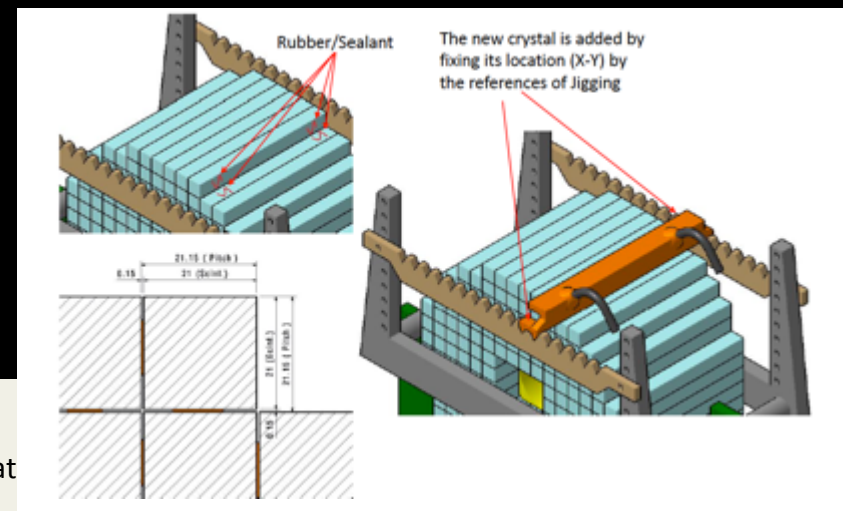 Rubber/Sealant
The new crystal is added by
fixing its location (X-Y) by
the references of Jigging
21.15 ( Pitch )
0.15
21 (Scint.)
21 (Scint.)
21.15 ( Pitch )
0.15
at